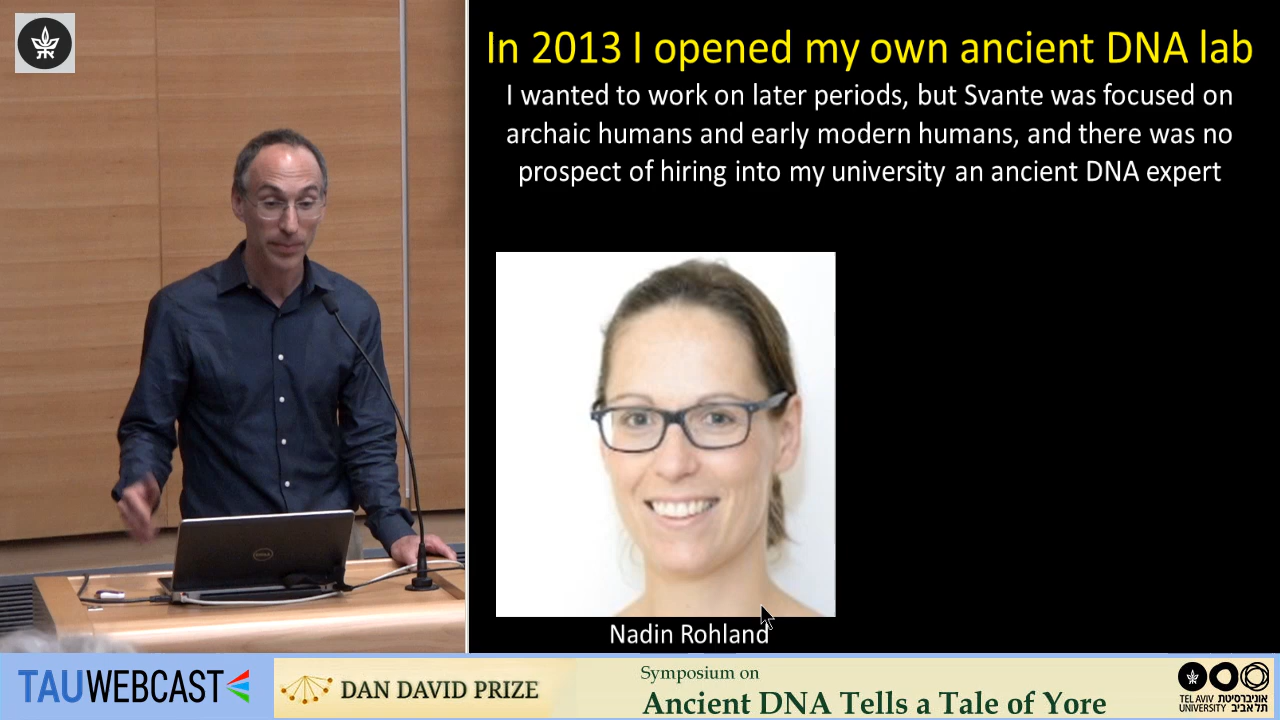 In 2013 I opened my own ancient DNA lab
I wanted to work on later periods, but Svante was focused on
archaic humans and early modern humans, and there was no
prospect of hiring into my university an ancient DNA expert
Nadin Rohland
DELL
TAUWEBCAST
DAN DAVID PRIZE
Symposium on
Ancient DNA Tells a Tale of Yore
TEL AVIV אוניברסיטת
UNIVERSITY תל אביב